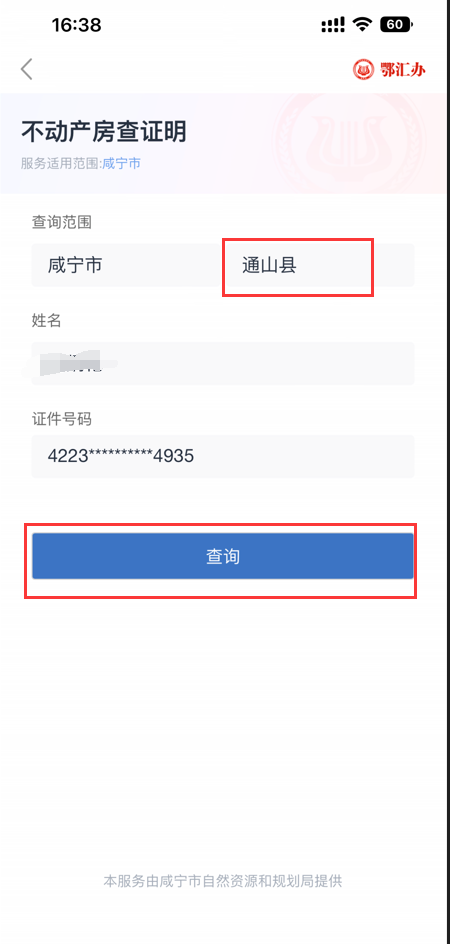 16:38
60
鄂汇办
不动产房查证明
服务适用范围:咸宁市
查询范围
咸宁市 通山县
姓名
证件号码
4223**********4935
查询
本服务由咸宁市自然资源和规划局提供